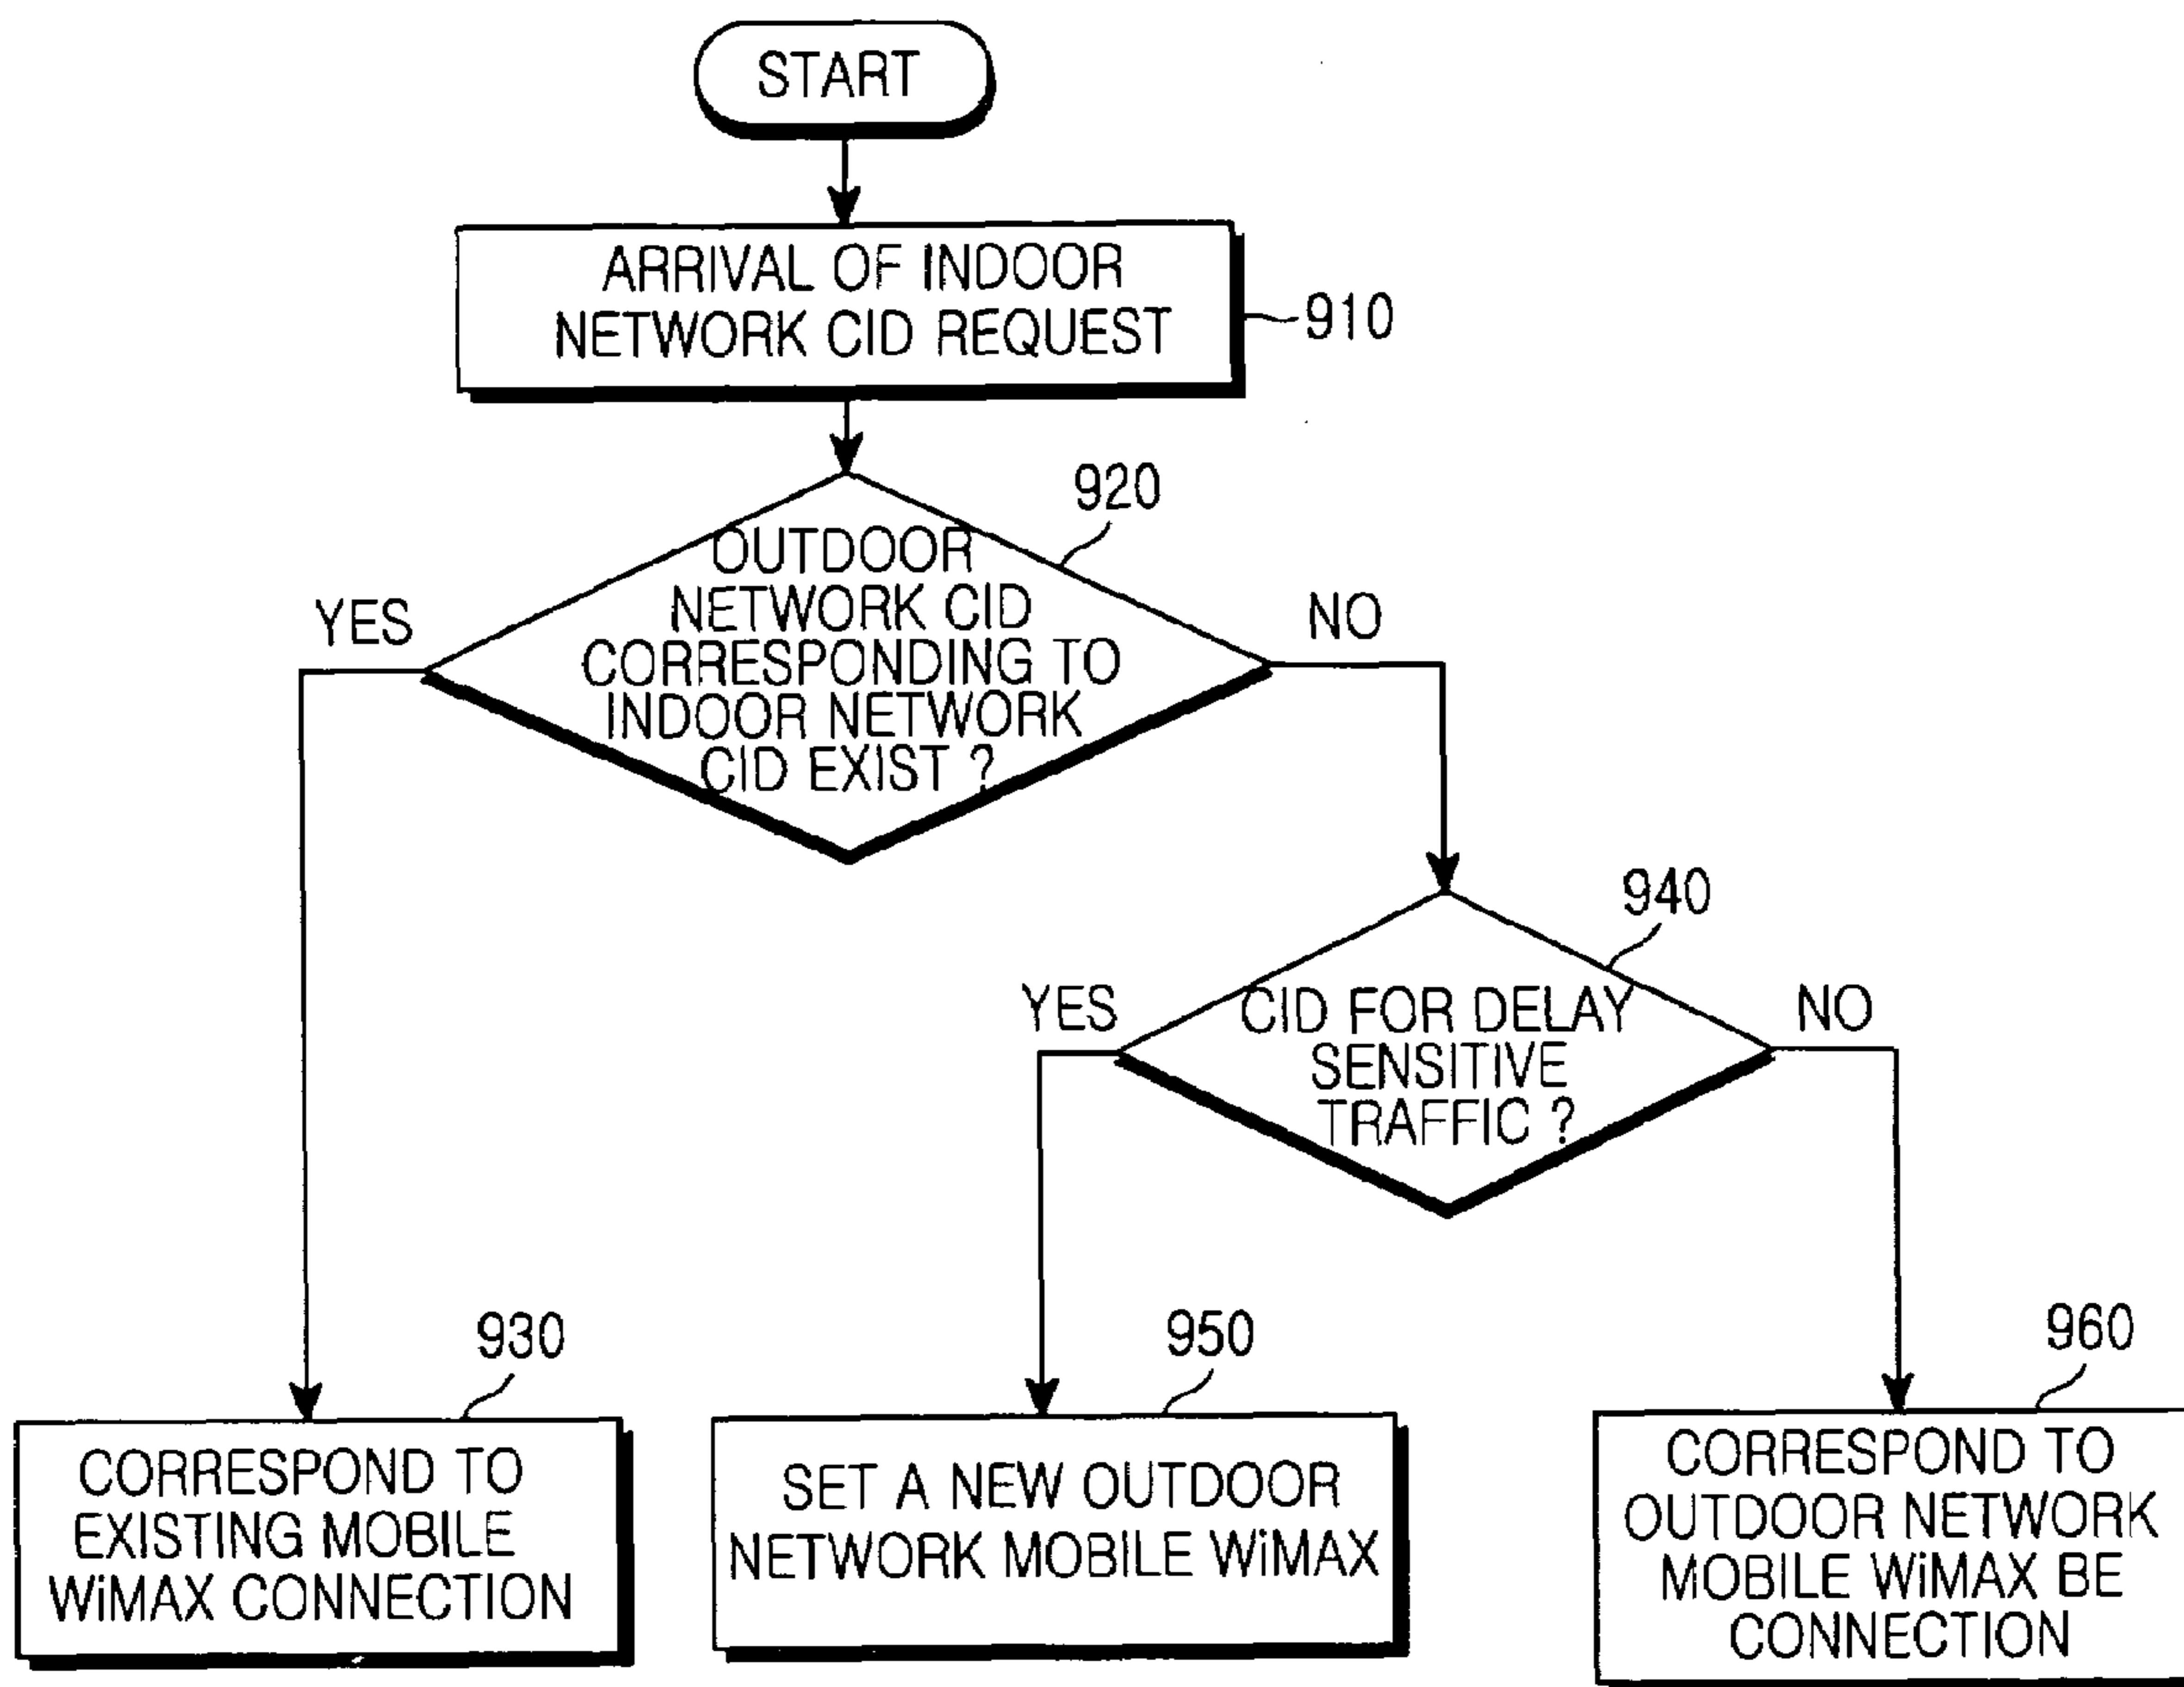 START
ARRIVAL OF INDOOR
NETWORK CID REQUEST
910
920
OUTDOOR
NETWORK CID
CORRESPONDING TO
INDOOR NETWORK
CID EXIST ?
YES
NO
940
CID FOR DELAY
SENSITIVE
TRAFFIC ?
YES
NO
930
CORRESPOND TO
EXISTING MOBILE
WiMAX CONNECTION
950
SET A NEW OUTDOOR
NETWORK MOBILE WiMAX
960
CORRESPOND TO
OUTDOOR NETWORK
MOBILE WiMAX BE
CONNECTION